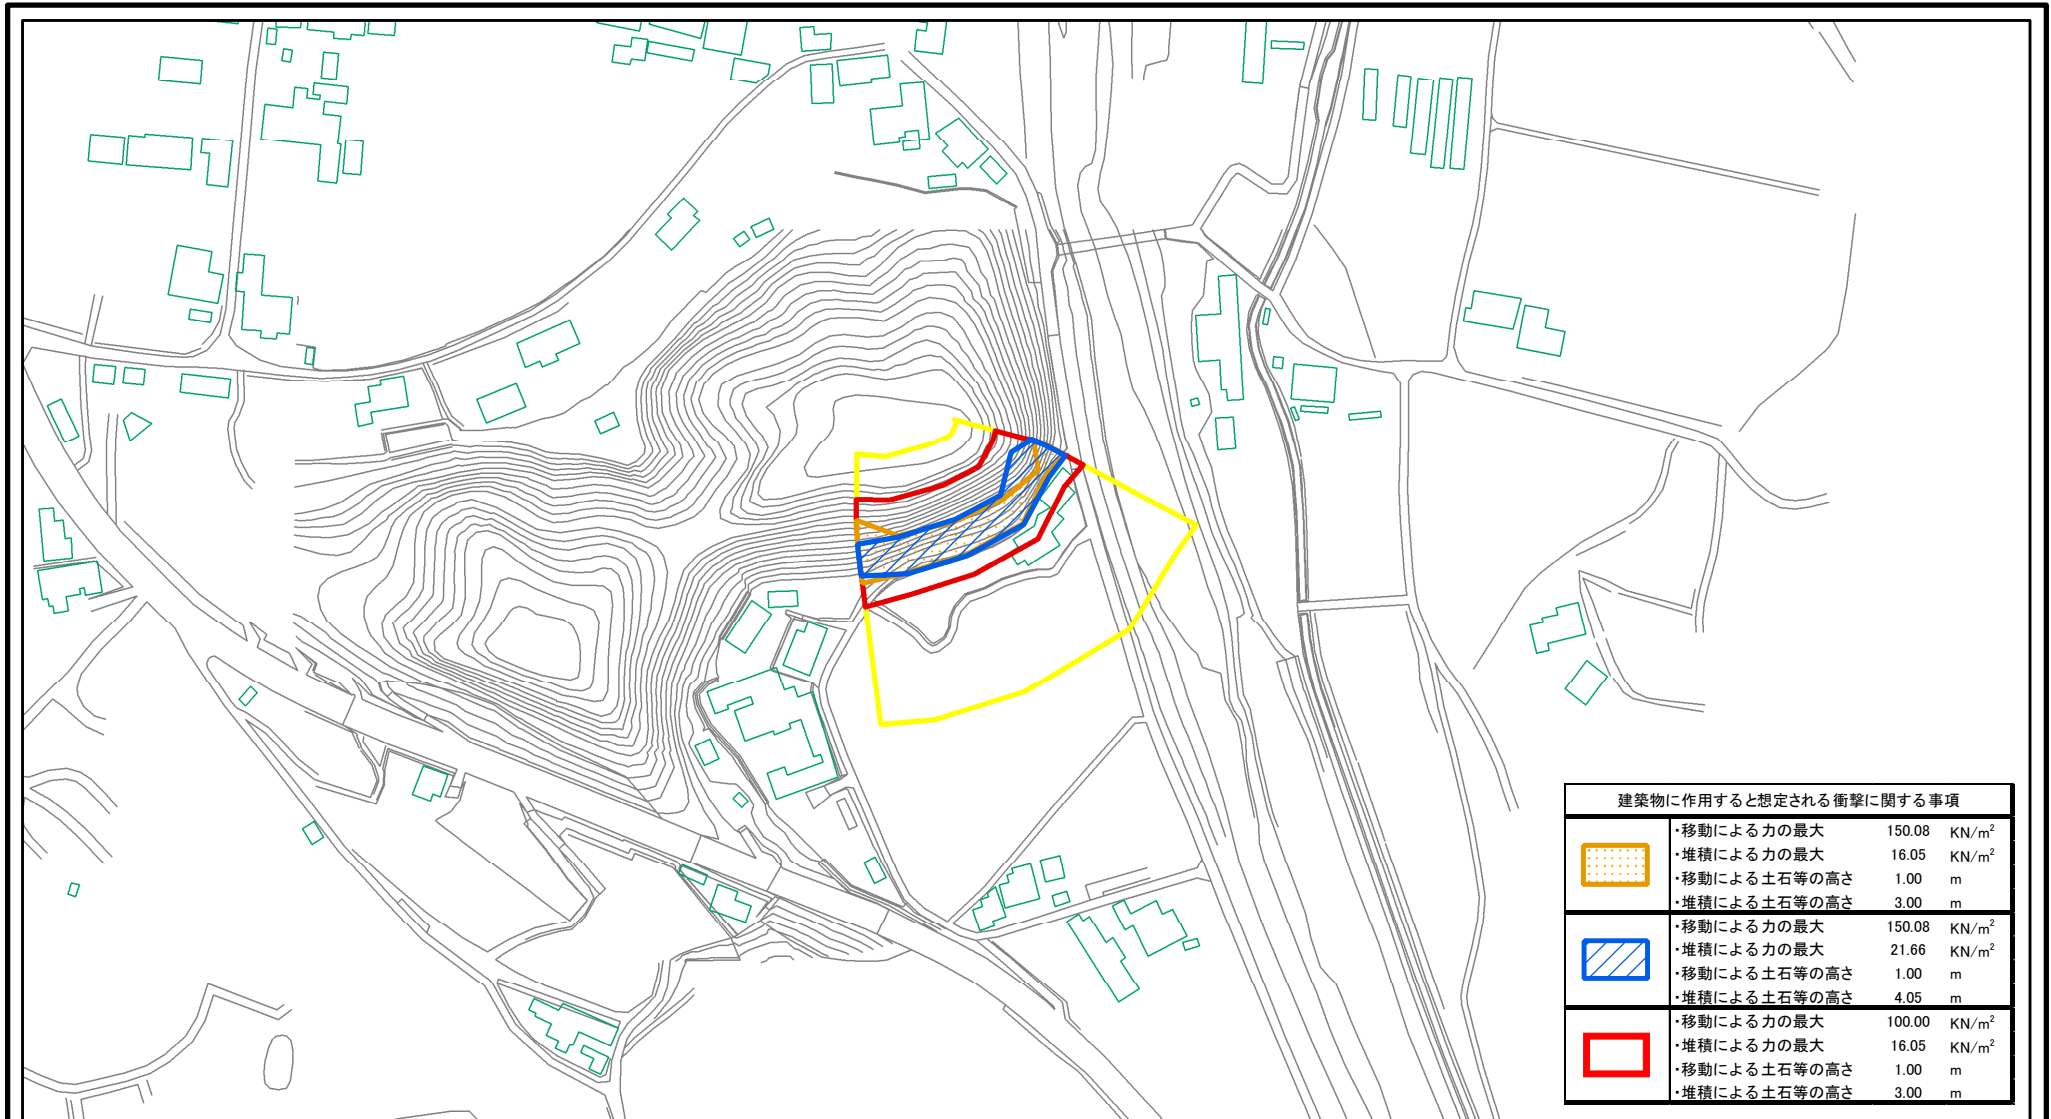 建築物に作用すると想定される衝撃に関する事項
・移動による力の最大 150.08 KN/m²
・堆積による力の最大 16.05 KN/m²
・移動による土石等の高さ 1.00 m
・堆積による土石等の高さ 3.00 m
・移動による力の最大 150.08 KN/m²
・堆積による力の最大 21.66 KN/m²
・移動による土石等の高さ 1.00 m
・堆積による土石等の高さ 4.05 m
・移動による力の最大 100.00 KN/m²
・堆積による力の最大 16.05 KN/m²
・移動による土石等の高さ 1.00 m
・堆積による土石等の高さ 3.00 m